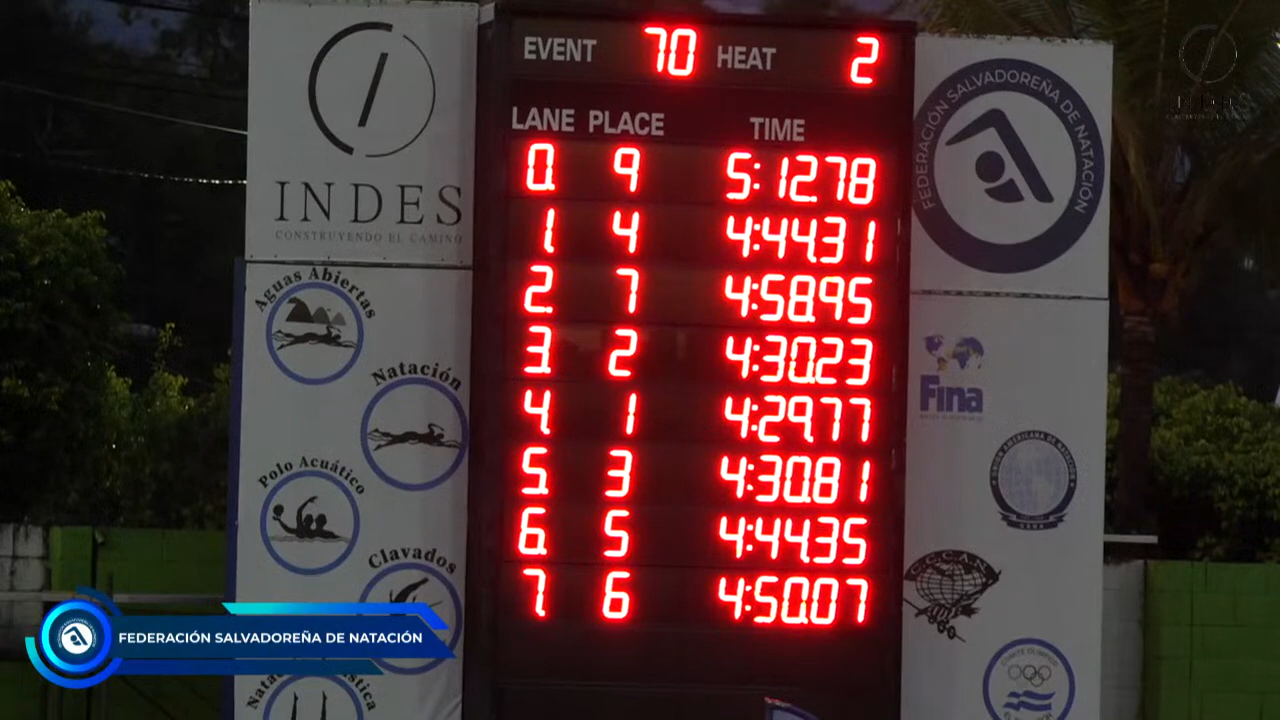 INDES
CONSTRUYENDO EL CAMINO
Aguas Abiertas
Natación
Polo Acuático
Clavados
EVENT 70 HEAT 2
LANE PLACE TIME
0. 9 5:12.78
1. 4 4:44.31
2. 7 4:58.95
3. 2 4:30.23
4. 1 4:29.77
5. 3 4:30.81
6. 5 4:44.35
7. 6 4:50.07
FEDERACIÓN SALVADOREÑA DE NATACIÓN
Fina
CCCAN
COMITÉ OLÍMPICO
FEDERACIÓN SALVADOREÑA DE NATACIÓN